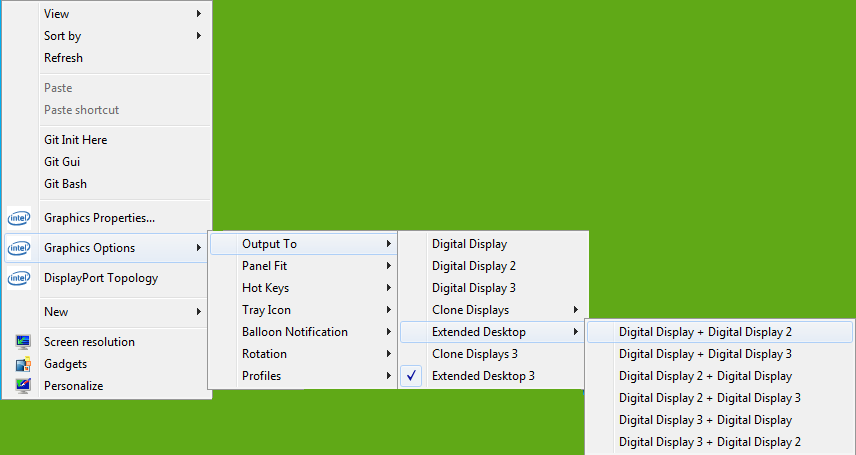 View
Sort by
Refresh
Paste
Paste shortcut
Git Init Here
Git Gui
Git Bash
intel Graphics Properties...
intel Graphics Options
intel DisplayPort Topology
New
Screen resolution
Gadgets
Personalize
Output To
Panel Fit
Hot Keys
Tray Icon
Balloon Notification
Rotation
Profiles
Digital Display
Digital Display 2
Digital Display 3
Clone Displays
Extended Desktop
Clone Displays 3
Extended Desktop 3
Digital Display + Digital Display 2
Digital Display + Digital Display 3
Digital Display 2 + Digital Display
Digital Display 2 + Digital Display 3
Digital Display 3 + Digital Display
Digital Display 3 + Digital Display 2